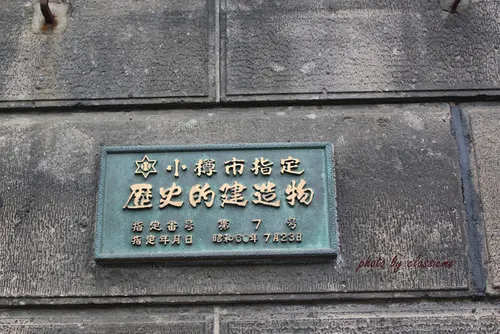 小樽市指定
歴史的建造物
指定番号 第7号
指定年月日 昭和60年7月23日
photo by classicmo